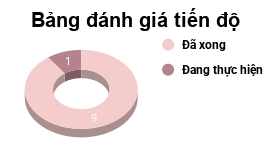 Bảng đánh giá tiến độ
Đã xong
Đang thực hiện
1
9